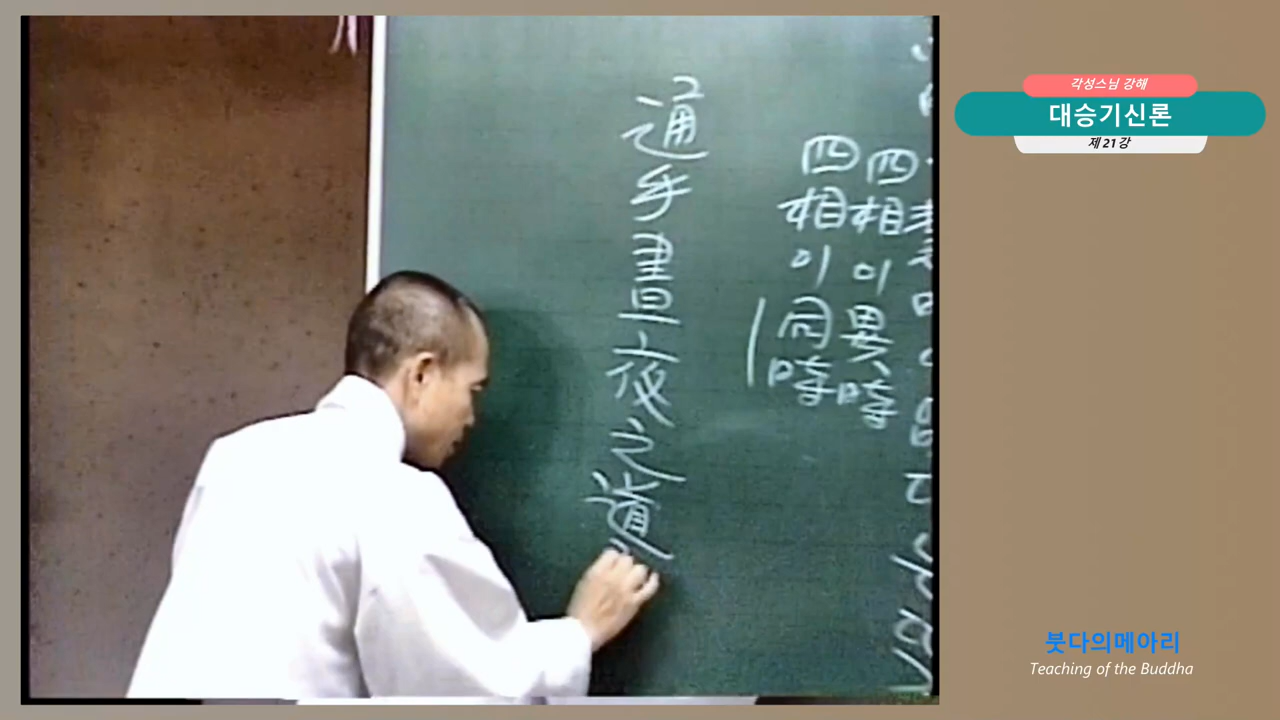 四相이異時
四相이同時
通乎晝夜之道
각성스님 강해
대승기신론
제21강
붓다의메아리
Teaching of the Buddha